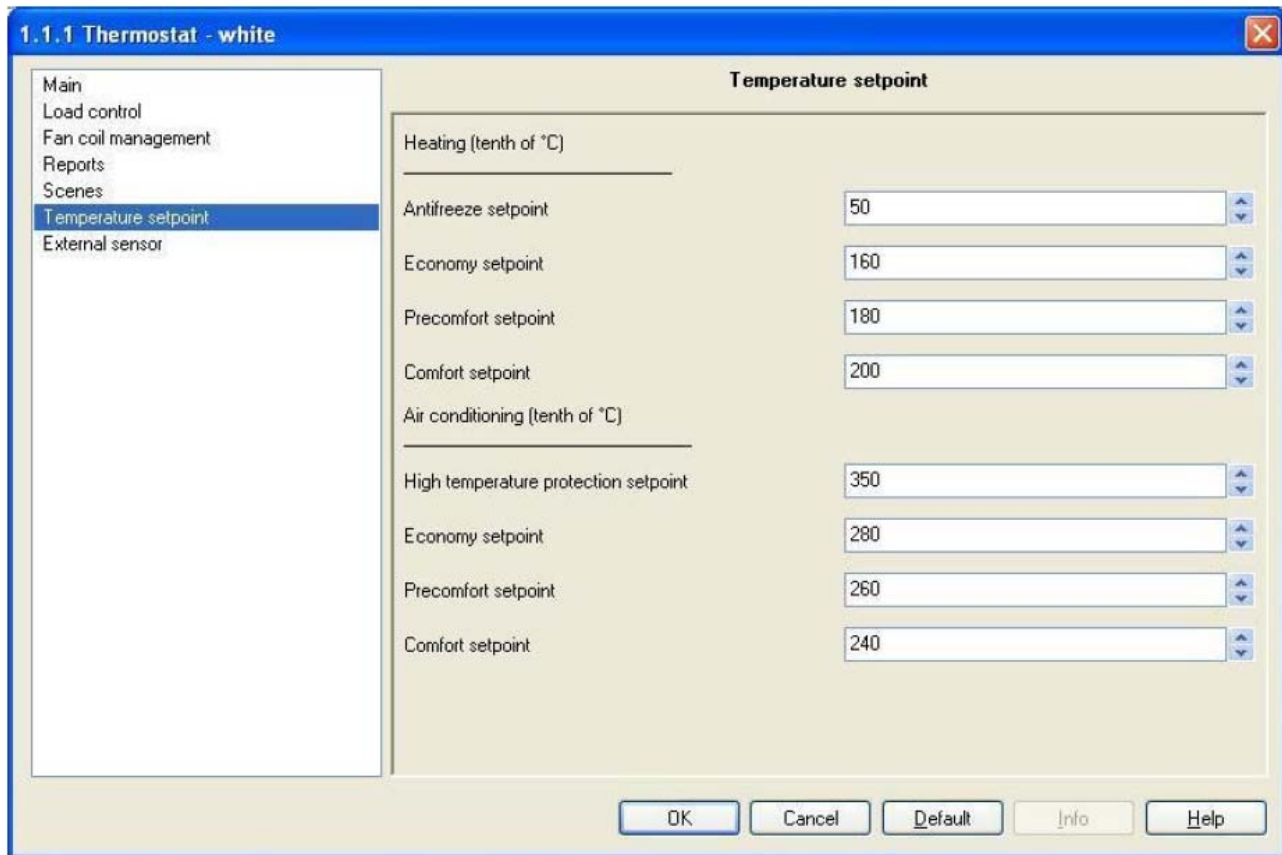 1.1.1 Thermostat - white
Main
Load control
Fan coil management
Reports
Scenes
Temperature setpoint
External sensor
Temperature setpoint
Heating (tenth of °C)
Antifreeze setpoint 50
Economy setpoint 160
Precomfort setpoint 180
Comfort setpoint 200
Air conditioning (tenth of °C)
High temperature protection setpoint 350
Economy setpoint 280
Precomfort setpoint 260
Comfort setpoint 240
OK Cancel Default Info Help